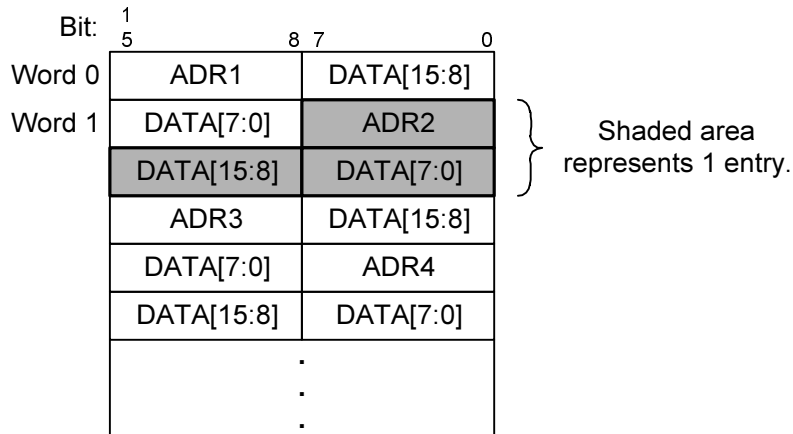 Bit: 15 8 7 0
Word 0 ADR1 DATA[15:8]
Word 1 DATA[7:0] ADR2
DATA[15:8] DATA[7:0]
ADR3 DATA[15:8]
DATA[7:0] ADR4
DATA[15:8] DATA[7:0]
.
.
.
Shaded area
represents 1 entry.